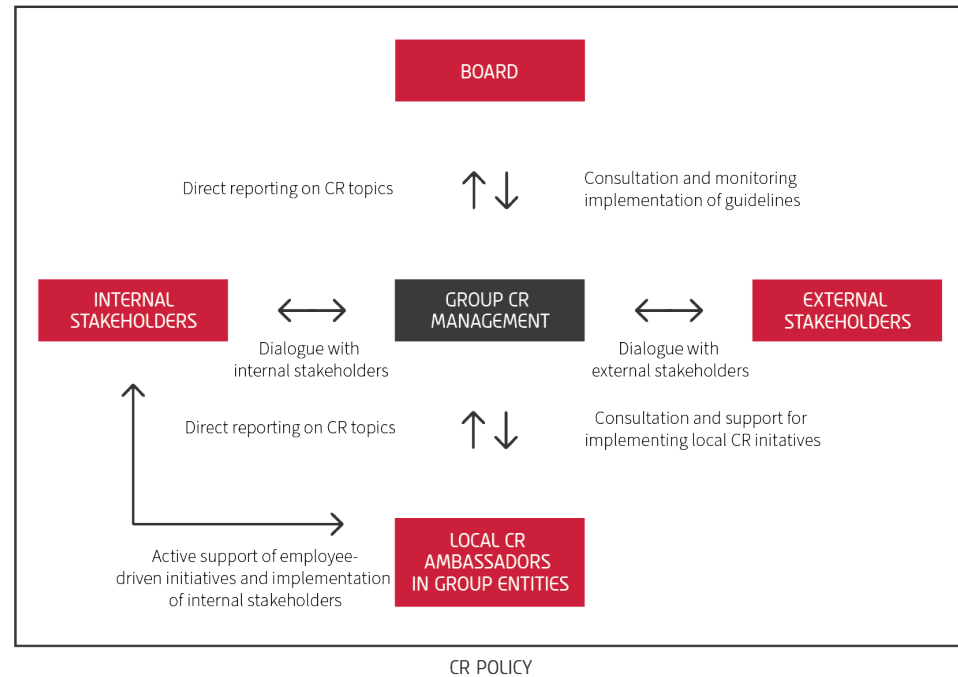 BOARD
Direct reporting on CR topics
Consultation and monitoring
implementation of guidelines
INTERNAL
STAKEHOLDERS
GROUP CR
MANAGEMENT
EXTERNAL
STAKEHOLDERS
Dialogue with
internal stakeholders
Dialogue with
external stakeholders
Direct reporting on CR topics
Consultation and support for
implementing local CR initatives
LOCAL CR
AMBASSADORS
IN GROUP ENTITIES
Active support of employee-
driven initiatives and implementation
of internal stakeholders
CR POLICY